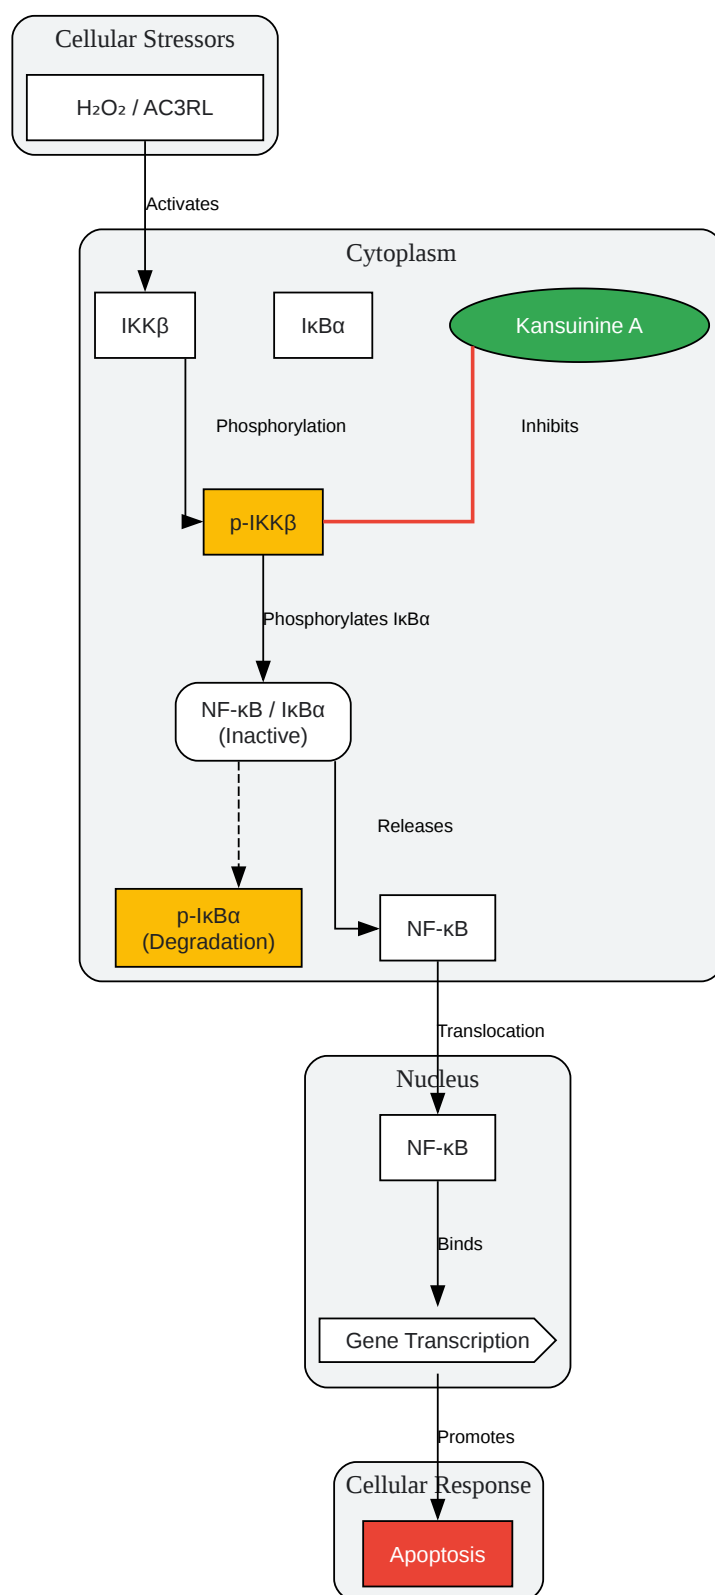 Cellular Stressors
H₂O₂ / AC3RL
Activates
Cytoplasm
IKKβ
IκBα
Kansuinine A
Phosphorylation
Inhibits
p-IKKβ
Phosphorylates IκBα
NF-κB / IκBα
(Inactive)
Releases
p-IκBα
(Degradation)
NF-κB
Translocation
Nucleus
NF-κB
Binds
Gene Transcription
Promotes
Cellular Response
Apoptosis